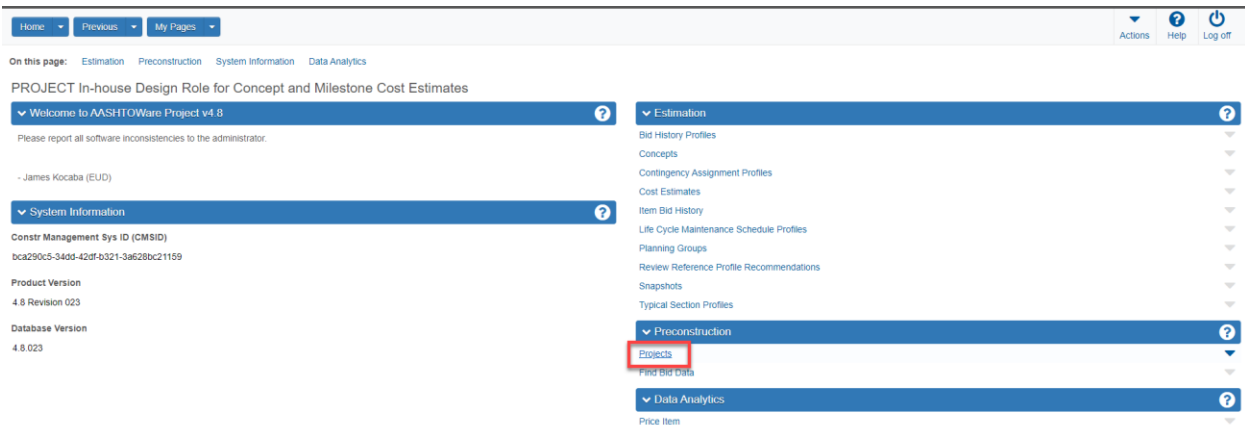 Home Previous My Pages
Actions Help Log off
On this page: Estimation Preconstruction System Information Data Analytics
PROJECT In-house Design Role for Concept and Milestone Cost Estimates
Welcome to AASHTOWare Project v4.8 ?
Please report all software inconsistencies to the administrator.
- James Kocaba (EUD)
System Information ?
Constr Management Sys ID (CMSID)
bca290c5-34dd-42df-b321-3a628bc21159
Product Version
4.8 Revision 023
Database Version
4.8.023
Estimation ?
Bid History Profiles
Concepts
Contingency Assignment Profiles
Cost Estimates
Item Bid History
Life Cycle Maintenance Schedule Profiles
Planning Groups
Review Reference Profile Recommendations
Snapshots
Typical Section Profiles
Preconstruction ?
Projects
Find Bid Data
Data Analytics ?
Price Item